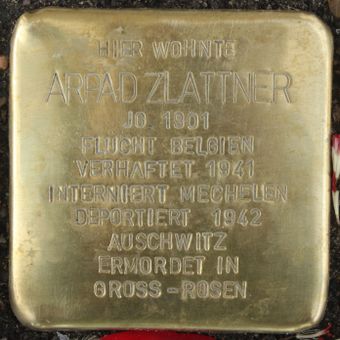 HIER WOHNTE
ARPAD ZLATTNER
JG. 1901
FLUCHT BELGIEN
VERHAFTET 1941
INTERNIERT MECHELEN
DEPORTIERT 1942
AUSCHWITZ
ERMORDET IN
GROSS-ROSEN